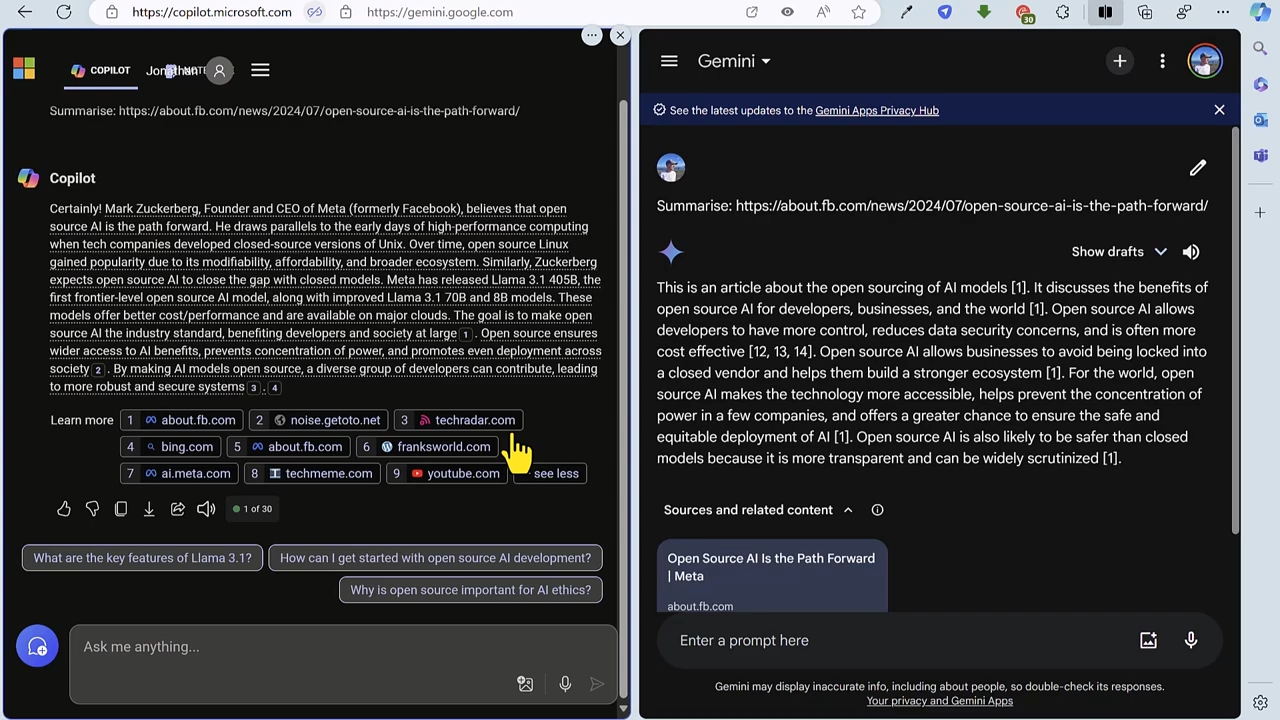 https://copilot.microsoft.com
https://gemini.google.com
30
COPILOT
Summarise: https://about.fb.com/news/2024/07/open-source-ai-is-the-path-forward/
Copilot
Certainly! Mark Zuckerberg, Founder and CEO of Meta (formerly Facebook), believes that open
source AI is the path forward. He draws parallels to the early days of high-performance computing
when tech companies developed closed-source versions of Unix. Over time, open source Linux
gained popularity due to its modifiability, affordability, and broader ecosystem. Similarly, Zuckerberg
expects open source AI to close the gap with closed models. Meta has released Llama 3.1 405B, the
first frontier-level open source AI model, along with improved Llama 3.1 70B and 8B models. These
models offer better cost/performance and are available on major clouds. The goal is to make open
source AI the industry standard, benefiting developers and society at large 1 . Open source ensures
wider access to AI benefits, prevents concentration of power, and promotes even deployment across
society 2 . By making AI models open source, a diverse group of developers can contribute, leading
to more robust and secure systems 3 . 4
Learn more 1 about.fb.com 2 noise.getoto.net 3 techradar.com
4 bing.com 5 about.fb.com 6 franksworld.com
7 ai.meta.com 8 techmeme.com 9 youtube.com see less
1 of 30
What are the key features of Llama 3.1? How can I get started with open source AI development?
Why is open source important for AI ethics?
Ask me anything...
Gemini
See the latest updates to the Gemini Apps Privacy Hub
Summarise: https://about.fb.com/news/2024/07/open-source-ai-is-the-path-forward/
Show drafts
This is an article about the open sourcing of AI models [1]. It discusses the benefits of
open source AI for developers, businesses, and the world [1]. Open source AI allows
developers to have more control, reduces data security concerns, and is often more
cost effective [12, 13, 14]. Open source AI allows businesses to avoid being locked into
a closed vendor and helps them build a stronger ecosystem [1]. For the world, open
source AI makes the technology more accessible, helps prevent the concentration of
power in a few companies, and offers a greater chance to ensure the safe and
equitable deployment of AI [1]. Open source AI is also likely to be safer than closed
models because it is more transparent and can be widely scrutinized [1].
Sources and related content
Open Source AI Is the Path Forward
| Meta
about.fb.com
Enter a prompt here
Gemini may display inaccurate info, including about people, so double-check its responses.
Your privacy and Gemini Apps